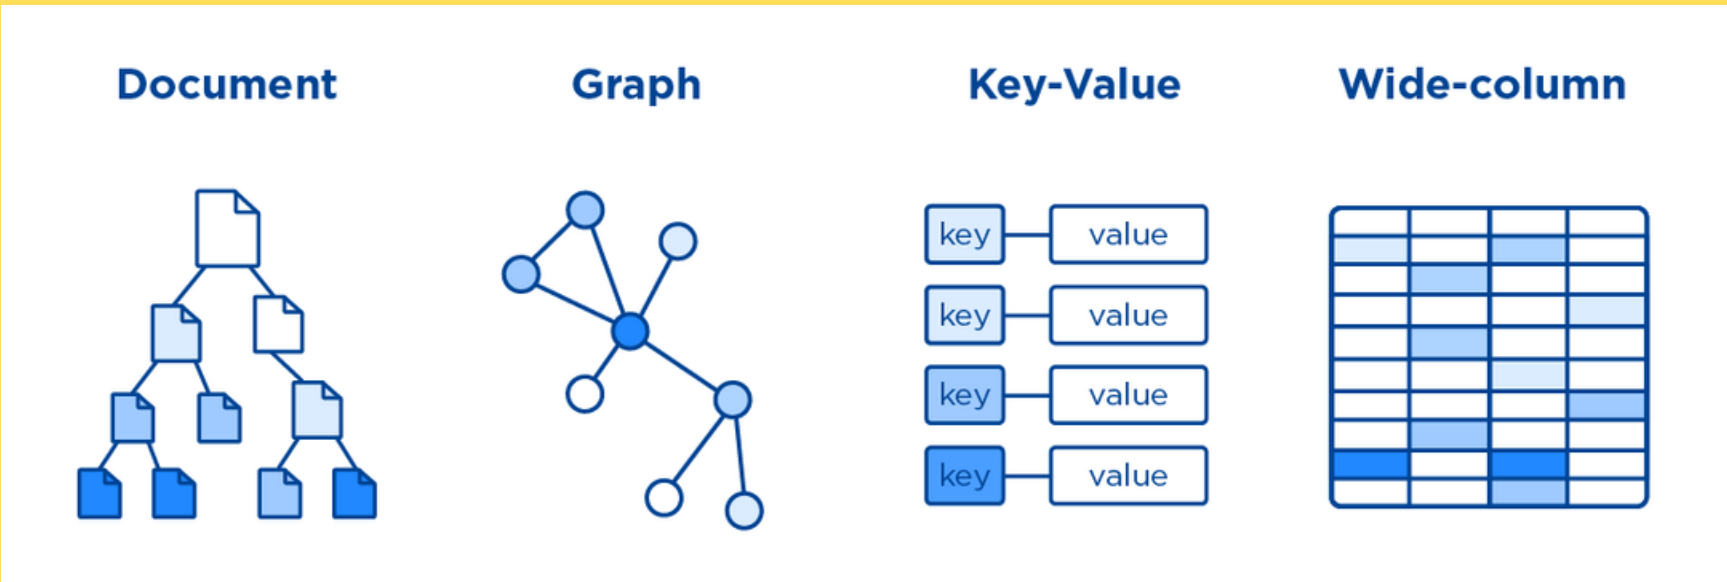 Document
Graph
Key-Value
Wide-column
key
value
key
value
key
value
key
value